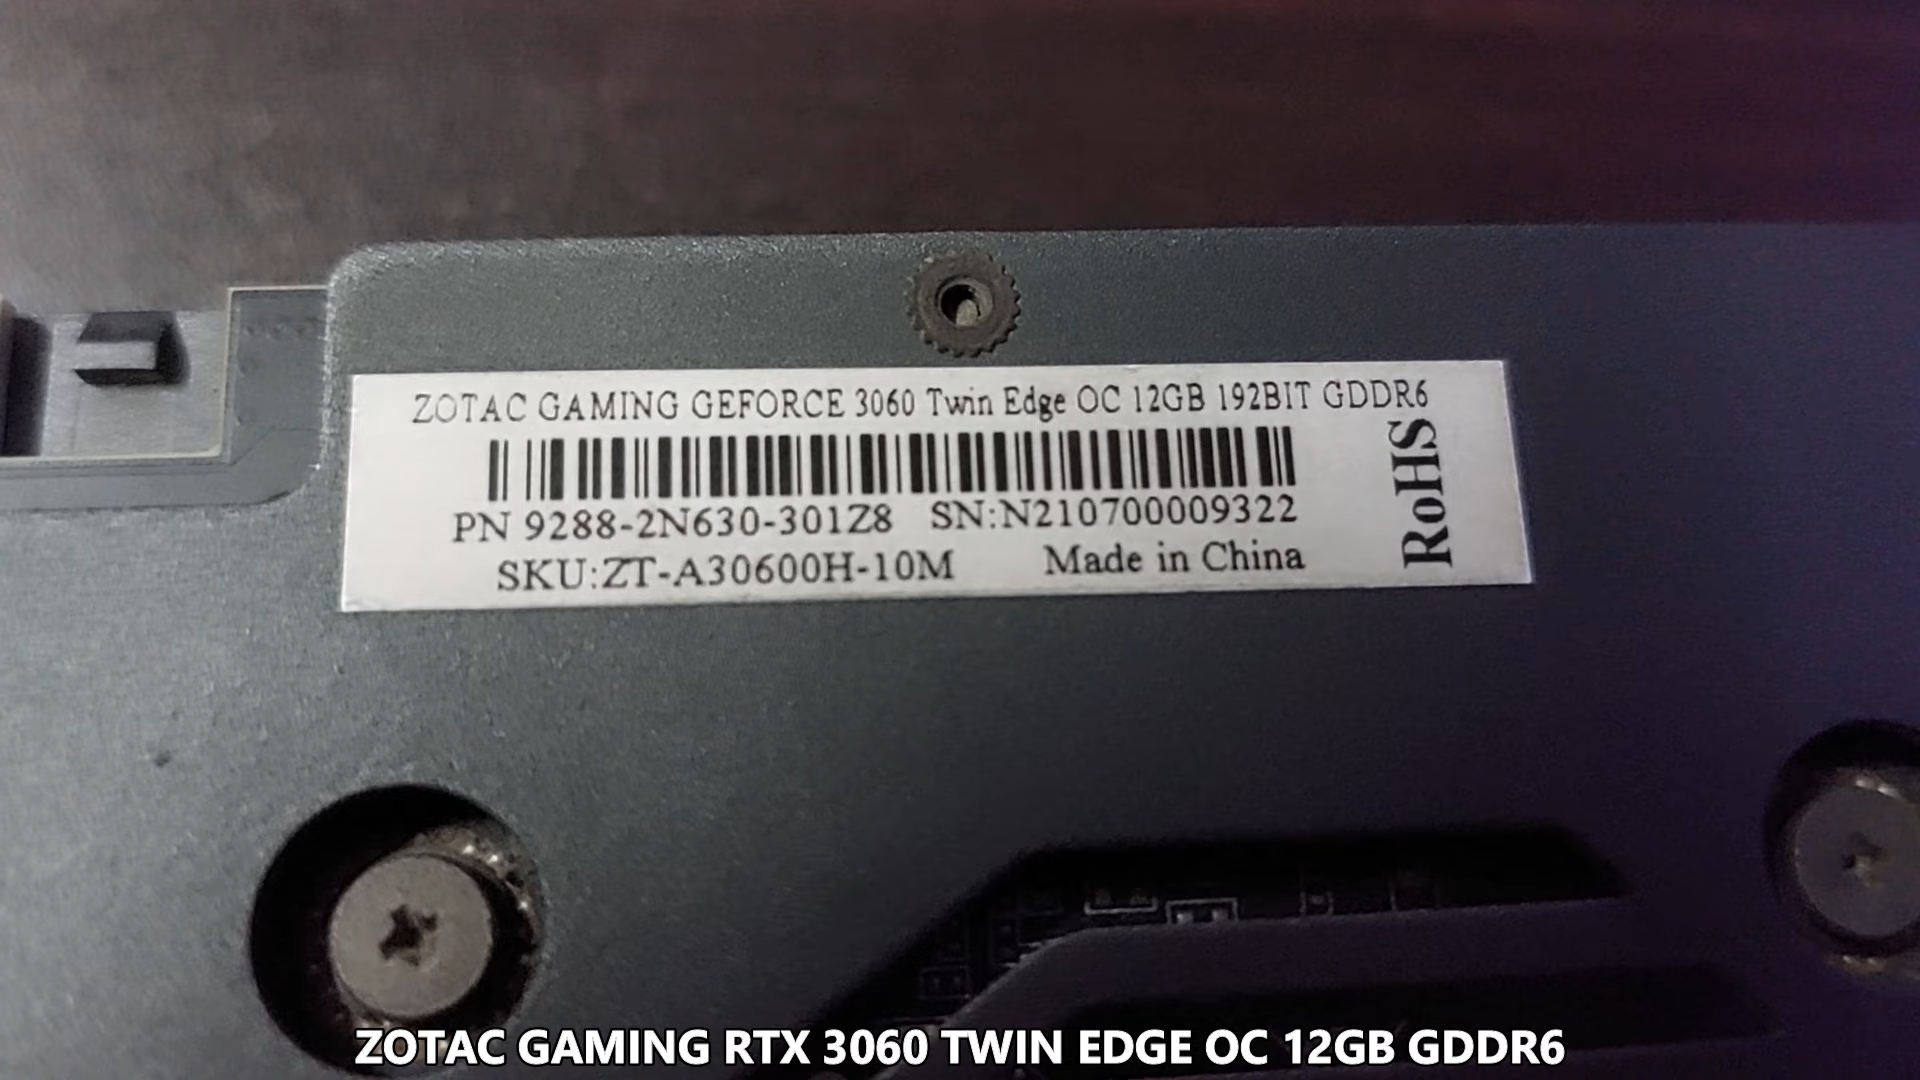 ZOTAC GAMING GEFORCE 3060 Twin Edge OC 12GB 192BIT GDDR6
PN 9288-2N630-301Z8 SN:N210700009322
SKU:ZT-A30600H-10M Made in China
RoHS
ZOTAC GAMING RTX 3060 TWIN EDGE OC 12GB GDDR6